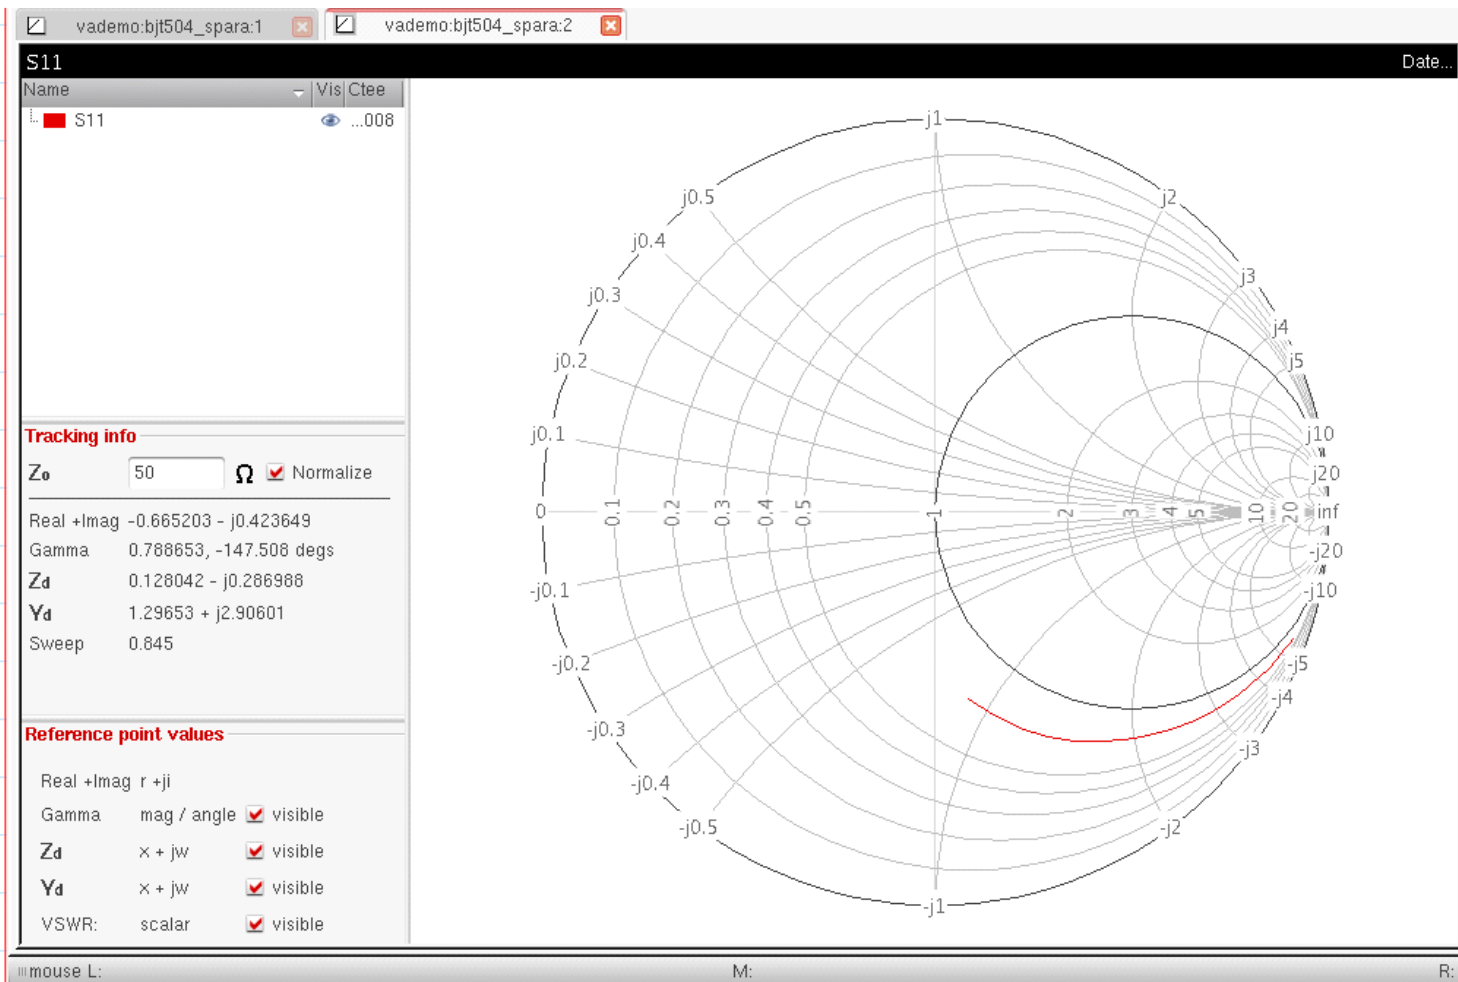 vademo:bjt504_spara:1 vademo:bjt504_spara:2
S11 Date...
Name Vis Ctee
S11 ...008
Tracking info
Zo 50 Ω Normalize
Real +Imag -0.665203 - j0.423649
Gamma 0.788653, -147.508 degs
Zd 0.128042 - j0.286988
Yd 1.29653 + j2.90601
Sweep 0.845
Reference point values
Real +Imag r +ji
Gamma mag / angle visible
Zd x + jw visible
Yd x + jw visible
VSWR: scalar visible
j1
j0.5 j2
j0.4
j3
j0.3
j4
j0.2 j5
j0.1 j10
j20
0 0.1 0.2 0.3 0.4 0.5 1 2 3 4 5 10 20 inf
-j20
-j0.1 -j10
-j0.2 -j5
-j4
-j0.3
-j3
-j0.4
-j0.5 -j2
-j1
mouse L: M: R: